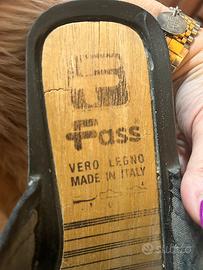 Fass
VERO LEGNO
MADE IN ITALY
subito